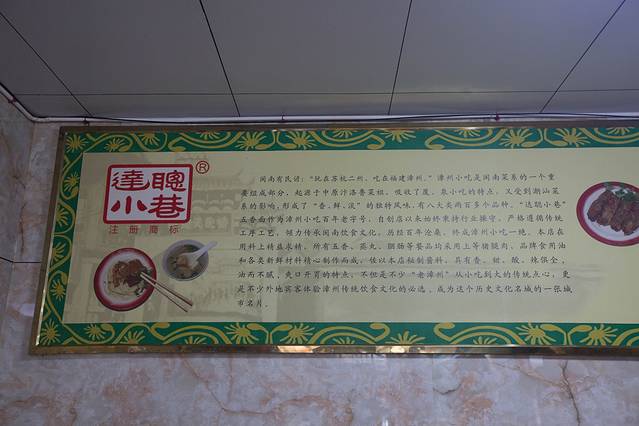 達聰
小巷
®
注册商标
闽南有民谚：“玩在苏杭二州，吃在福建漳州。”漳州小吃是闽南菜系的一个重
要组成部分，起源于中原汁洛鲁菜祖，吸收了厦、泉小吃的特点，又受到潮汕菜
系的影响，形成了“香、鲜、淡”的独特风味，有八大类两百多个品种。“达聪小巷”
五香面作为漳州小吃百年老字号，自创店以来始终秉持行业操守，严格遵循传统
工序工艺，倾力传承闽南饮食文化，历经百年沧桑，终成漳州小吃一绝。本店在
用料上精益求精，所有五香、蒸丸、胭肠等餐品均采用上等猪腿肉，品牌食用油
和各类新鲜材料精心制作而成，佐以本店秘制酱料，具有香、甜、酸、辣俱全，
油而不腻、爽口开胃的特点，不但是不少“老漳州”从小吃到大的传统点心，更
是不少外地宾客体验漳州传统饮食文化的必选，成为这个历史文化名城的一张城
市名片。